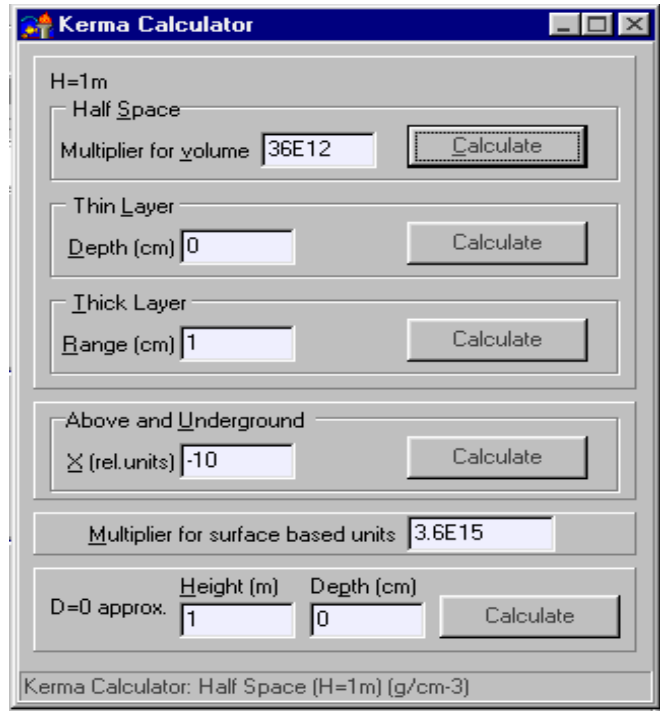 Kerma Calculator
H=1m
Half Space
Multiplier for volume 36E12 Calculate
Thin Layer
Depth (cm) 0 Calculate
Thick Layer
Range (cm) 1 Calculate
Above and Underground
X (rel.units) -10 Calculate
Multiplier for surface based units 3.6E15
Height (m) Depth (cm)
D=0 approx. 1 0 Calculate
Kerma Calculator: Half Space (H=1m) (g/cm-3)